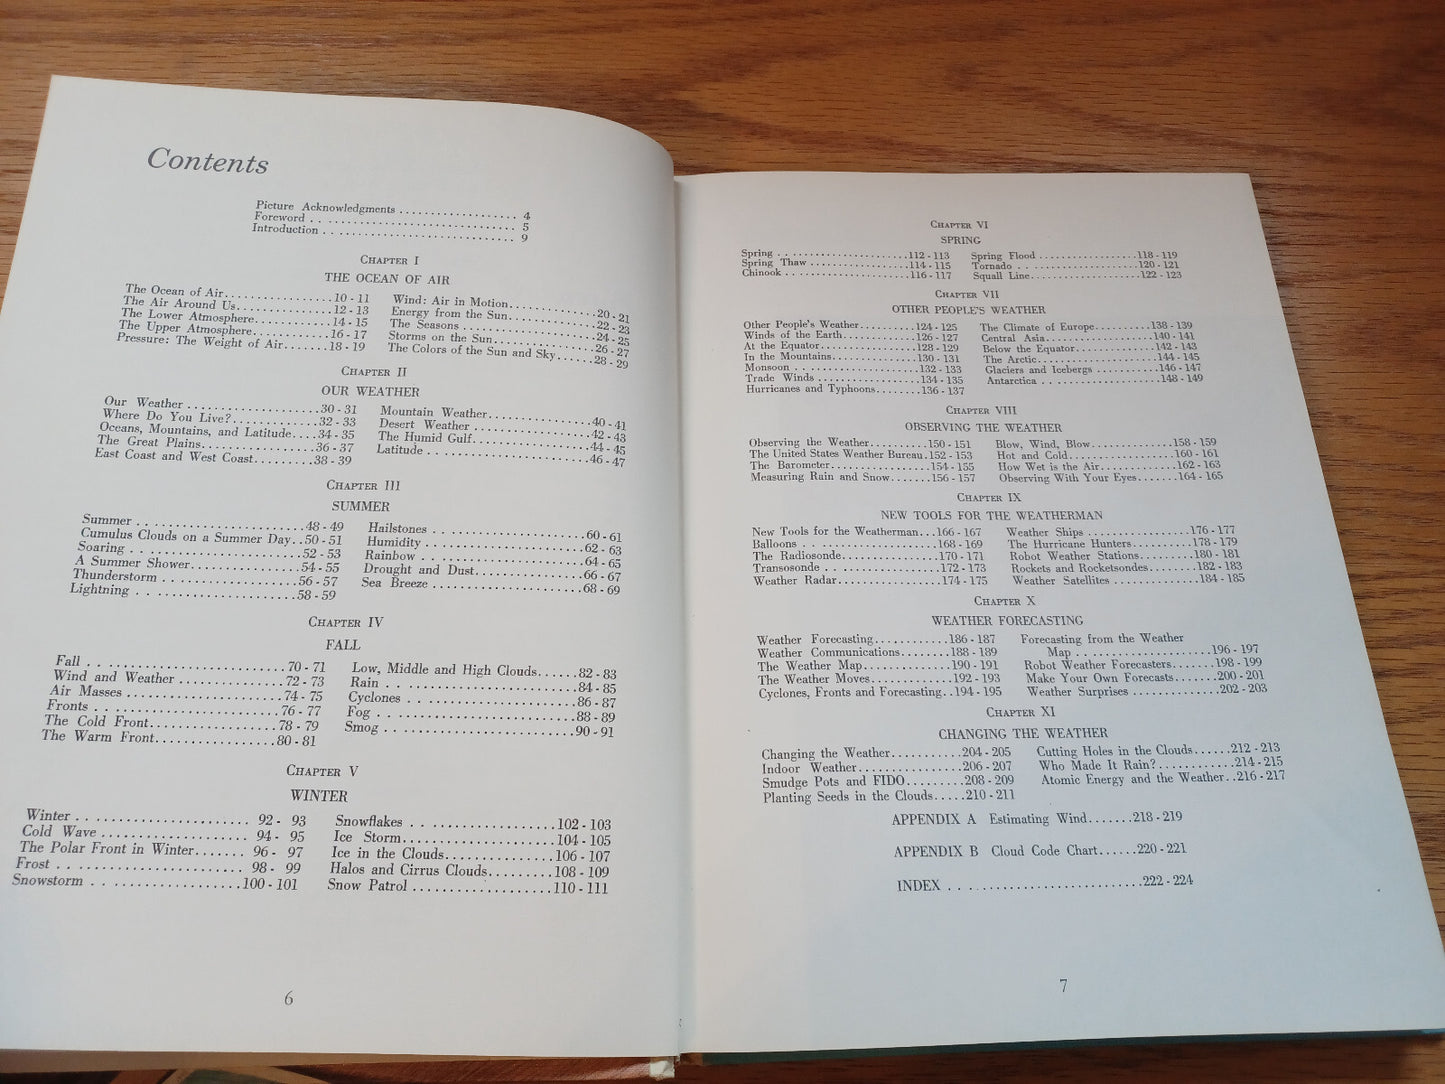 Contents
Picture Acknowledgments ................... 4
Foreword ................................. 5
Introduction .............................. 9
CHAPTER I
THE OCEAN OF AIR
The Ocean of Air.................10 - 11
The Air Around Us................12 - 13
The Lower Atmosphere.............14 - 15
The Upper Atmosphere.............16 - 17
Pressure: The Weight of Air.......18 - 19
Wind: Air in Motion..............20 - 21
Energy from the Sun..............22 - 23
The Seasons .....................24 - 25
Storms on the Sun................26 - 27
The Colors of the Sun and Sky......28 - 29
CHAPTER II
OUR WEATHER
Our Weather .....................30 - 31
Where Do You Live?...............32 - 33
Oceans, Mountains, and Latitude....34 - 35
The Great Plains.................36 - 37
East Coast and West Coast.........38 - 39
Mountain Weather.................40 - 41
Desert Weather ..................42 - 43
The Humid Gulf...................44 - 45
Latitude ........................46 - 47
CHAPTER III
SUMMER
Summer ..........................48 - 49
Cumulus Clouds on a Summer Day..50 - 51
Soaring .........................52 - 53
A Summer Shower..................54 - 55
Thunderstorm ....................56 - 57
Lightning .......................58 - 59
Hailstones ......................60 - 61
Humidity ........................62 - 63
Rainbow .........................64 - 65
Drought and Dust.................66 - 67
Sea Breeze ......................68 - 69
CHAPTER IV
FALL
Fall ............................70 - 71
Wind and Weather ................72 - 73
Air Masses ......................74 - 75
Fronts ..........................76 - 77
The Cold Front...................78 - 79
The Warm Front...................80 - 81
Low, Middle and High Clouds......82 - 83
Rain ............................84 - 85
Cyclones ........................86 - 87
Fog .............................88 - 89
Smog ............................90 - 91
CHAPTER V
WINTER
Winter .......................... 92 - 93
Cold Wave ....................... 94 - 95
The Polar Front in Winter....... 96 - 97
Frost ........................... 98 - 99
Snowstorm .......................100 - 101
Snowflakes ......................102 - 103
Ice Storm.......................104 - 105
Ice in the Clouds................106 - 107
Halos and Cirrus Clouds..........108 - 109
Snow Patrol .....................110 - 111
6
CHAPTER VI
SPRING
Spring ..........................112 - 113
Spring Thaw .....................114 - 115
Chinook .........................116 - 117
Spring Flood ....................118 - 119
Tornado .........................120 - 121
Squall Line .....................122 - 123
CHAPTER VII
OTHER PEOPLE'S WEATHER
Other People's Weather..........124 - 125
Winds of the Earth..............126 - 127
At the Equator..................128 - 129
In the Mountains................130 - 131
Monsoon .........................132 - 133
Trade Winds .....................134 - 135
Hurricanes and Typhoons.........136 - 137
The Climate of Europe...........138 - 139
Central Asia....................140 - 141
Below the Equator...............142 - 143
The Arctic......................144 - 145
Glaciers and Icebergs ..........146 - 147
Antarctica .....................148 - 149
CHAPTER VIII
OBSERVING THE WEATHER
Observing the Weather...........150 - 151
The United States Weather Bureau.152 - 153
The Barometer...................154 - 155
Measuring Rain and Snow.......156 - 157
Blow, Wind, Blow................158 - 159
Hot and Cold....................160 - 161
How Wet is the Air..............162 - 163
Observing With Your Eyes.......164 - 165
CHAPTER IX
NEW TOOLS FOR THE WEATHERMAN
New Tools for the Weatherman...166 - 167
Balloons .......................168 - 169
The Radiosonde..................170 - 171
Transosonde ....................172 - 173
Weather Radar...................174 - 175
Weather Ships ..................176 - 177
The Hurricane Hunters..........178 - 179
Robot Weather Stations.........180 - 181
Rockets and Rocketsondes.......182 - 183
Weather Satellites .............184 - 185
CHAPTER X
WEATHER FORECASTING
Weather Forecasting............186 - 187
Weather Communications.........188 - 189
The Weather Map................190 - 191
The Weather Moves..............192 - 193
Cyclones, Fronts and Forecasting..194 - 195
Forecasting from the Weather
Map ............................196 - 197
Robot Weather Forecasters......198 - 199
Make Your Own Forecasts........200 - 201
Weather Surprises .............202 - 203
CHAPTER XI
CHANGING THE WEATHER
Changing the Weather...........204 - 205
Indoor Weather.................206 - 207
Smudge Pots and FIDO...........208 - 209
Planting Seeds in the Clouds.....210 - 211
Cutting Holes in the Clouds......212 - 213
Who Made It Rain?..............214 - 215
Atomic Energy and the Weather..216 - 217
APPENDIX A Estimating Wind......218 - 219
APPENDIX B Cloud Code Chart......220 - 221
INDEX ..........................222 - 224
7